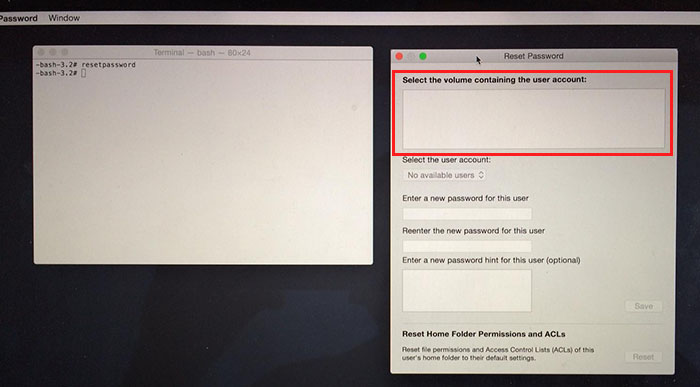 Password Window
Terminal — bash — 80×24
-bash-3.2# resetpassword
-bash-3.2#
Reset Password
Select the volume containing the user account:
Select the user account:
No available users
Enter a new password for this user
Reenter the new password for this user
Enter a new password hint for this user (optional)
Save
Reset Home Folder Permissions and ACLs
Reset file permissions and Access Control Lists (ACLs) of this
user's home folder to their default settings.
Reset